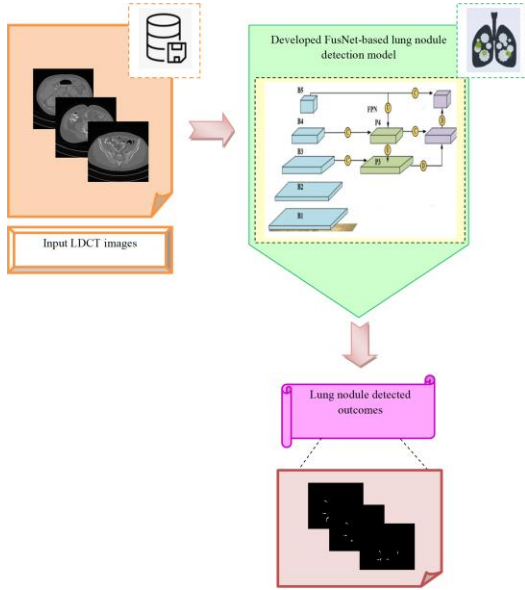 Developed FusNet-based lung nodule
detection model
B5
FPN
B4
C
P4
C
B3
C
P3
B2
B1
D
D
Input LDCT images
Lung nodule detected
outcomes